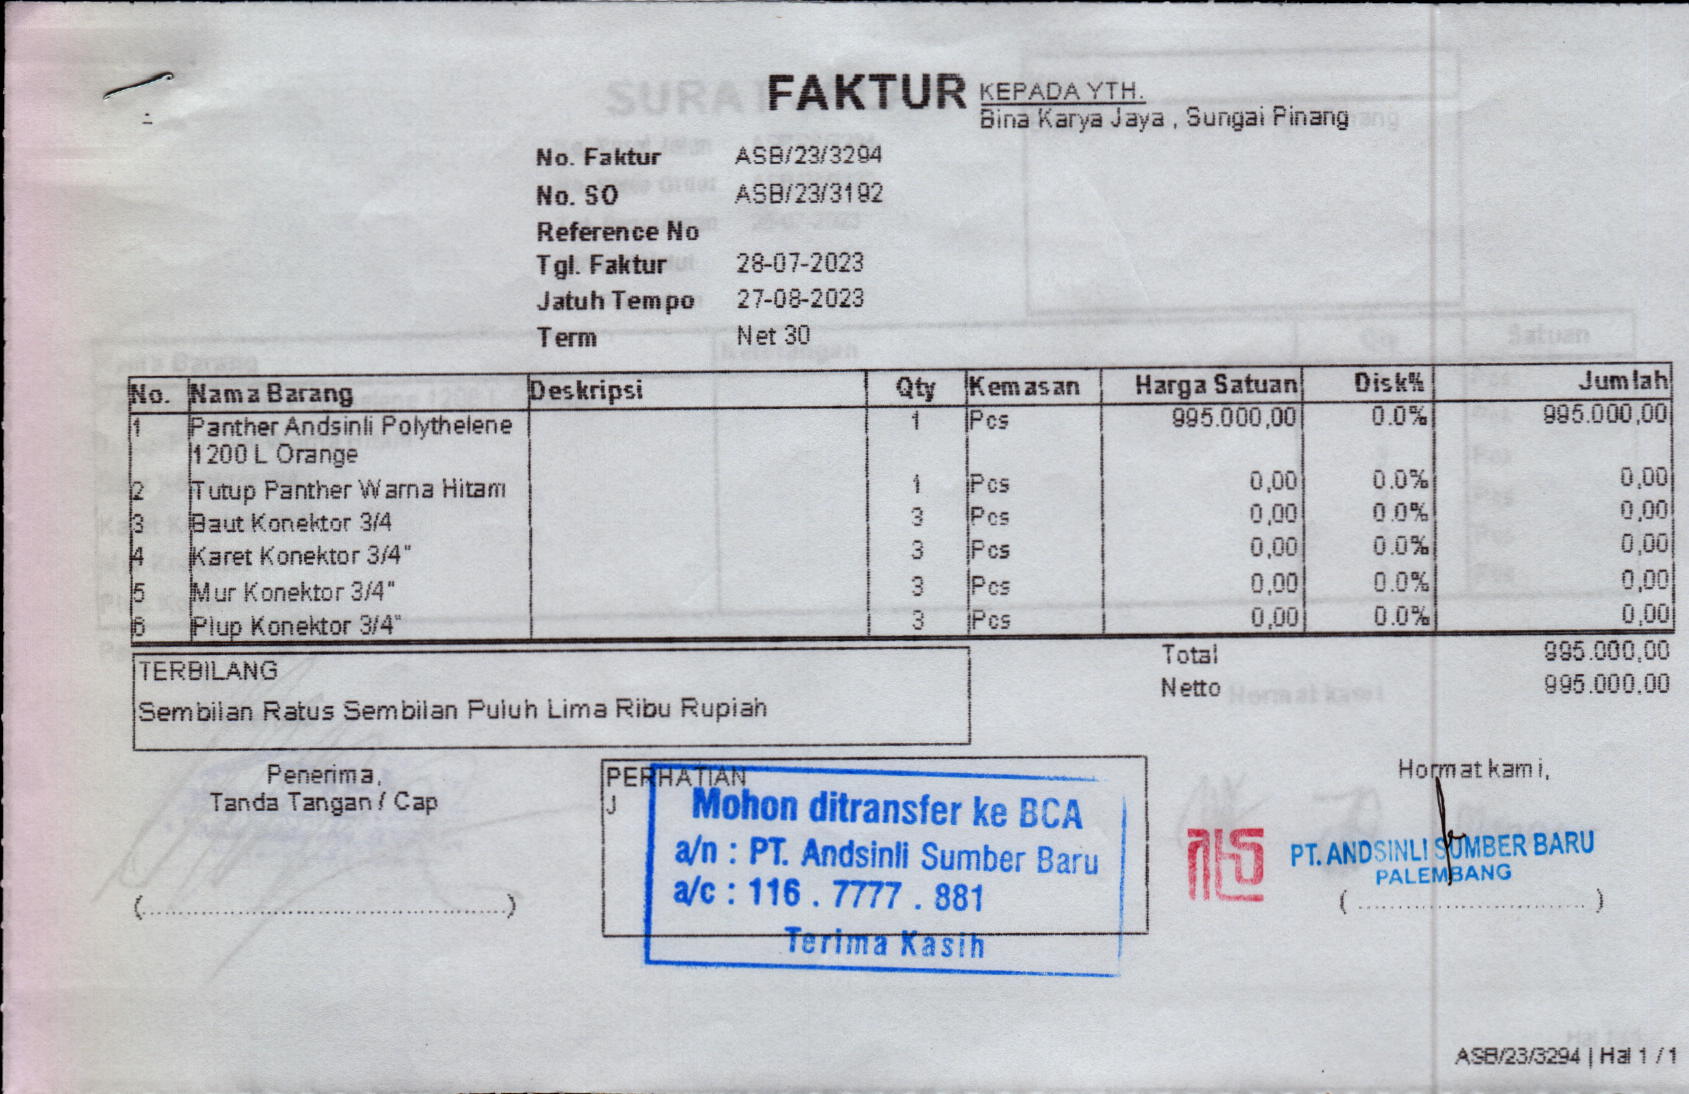 FAKTUR
KEPADA YTH.
Bina Karya Jaya , Sungai Pinang
No. Faktur ASB/23/3294
No. SO ASB/23/3192
Reference No
Tgl. Faktur 28-07-2023
Jatuh Tempo 27-08-2023
Term Net 30
No. Nama Barang Deskripsi Qty Kemasan Harga Satuan Disk% Jumlah
1 Panther Andsinli Polythelene 1 Pcs 995.000,00 0.0% 995.000,00
1200 L Orange
2 Tutup Panther Warna Hitam 1 Pcs 0,00 0.0% 0,00
3 Baut Konektor 3/4 3 Pcs 0,00 0.0% 0,00
4 Karet Konektor 3/4" 3 Pcs 0,00 0.0% 0,00
5 Mur Konektor 3/4" 3 Pcs 0,00 0.0% 0,00
6 Plup Konektor 3/4" 3 Pcs 0,00 0.0% 0,00
Total 995.000,00
Netto 995.000,00
TERBILANG
Sembilan Ratus Sembilan Puluh Lima Ribu Rupiah
Penerima,
Tanda Tangan / Cap
(............................................)
PERHATIAN
J
Mohon ditransfer ke BCA
a/n : PT. Andsinli Sumber Baru
a/c : 116 . 7777 . 881
Terima Kasih
Hormat kami,
PT. ANDSINLI SUMBER BARU
PALEMBANG
( ............................ )
ASB/23/3294 | Hal 1 / 1